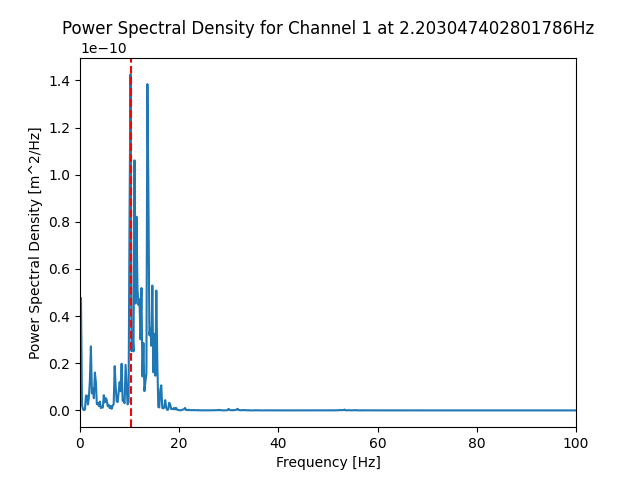 Power Spectral Density for Channel 1 at 2.203047402801786Hz
1e−10
1.4
1.2
1.0
0.8
0.6
0.4
0.2
0.0
Power Spectral Density [m^2/Hz]
0 20 40 60 80 100
Frequency [Hz]